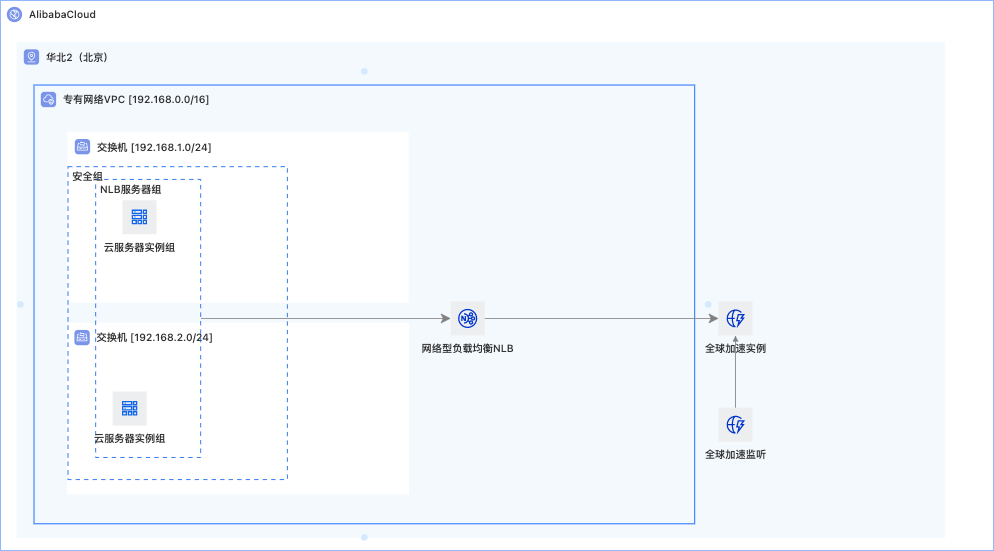 AlibabaCloud
华北2（北京）
专有网络VPC [192.168.0.0/16]
交换机 [192.168.1.0/24]
安全组
NLB服务器组
云服务器实例组
交换机 [192.168.2.0/24]
网络型负载均衡NLB
全球加速实例
云服务器实例组
全球加速监听